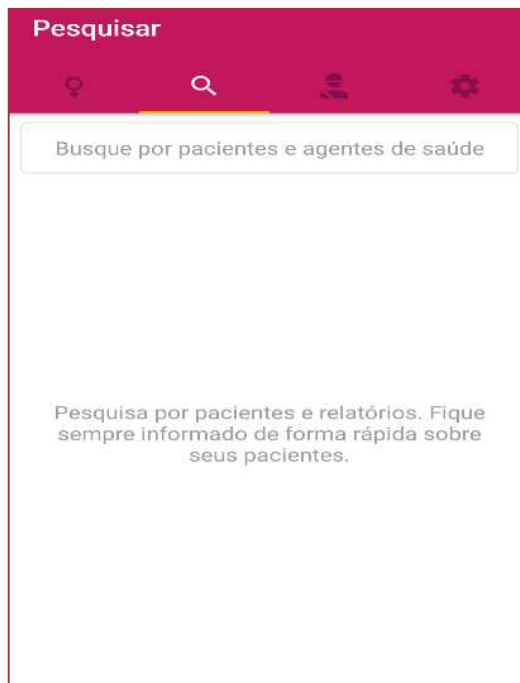 Pesquisar
Busque por pacientes e agentes de saúde
Pesquisa por pacientes e relatórios. Fique
sempre informado de forma rápida sobre
seus pacientes.